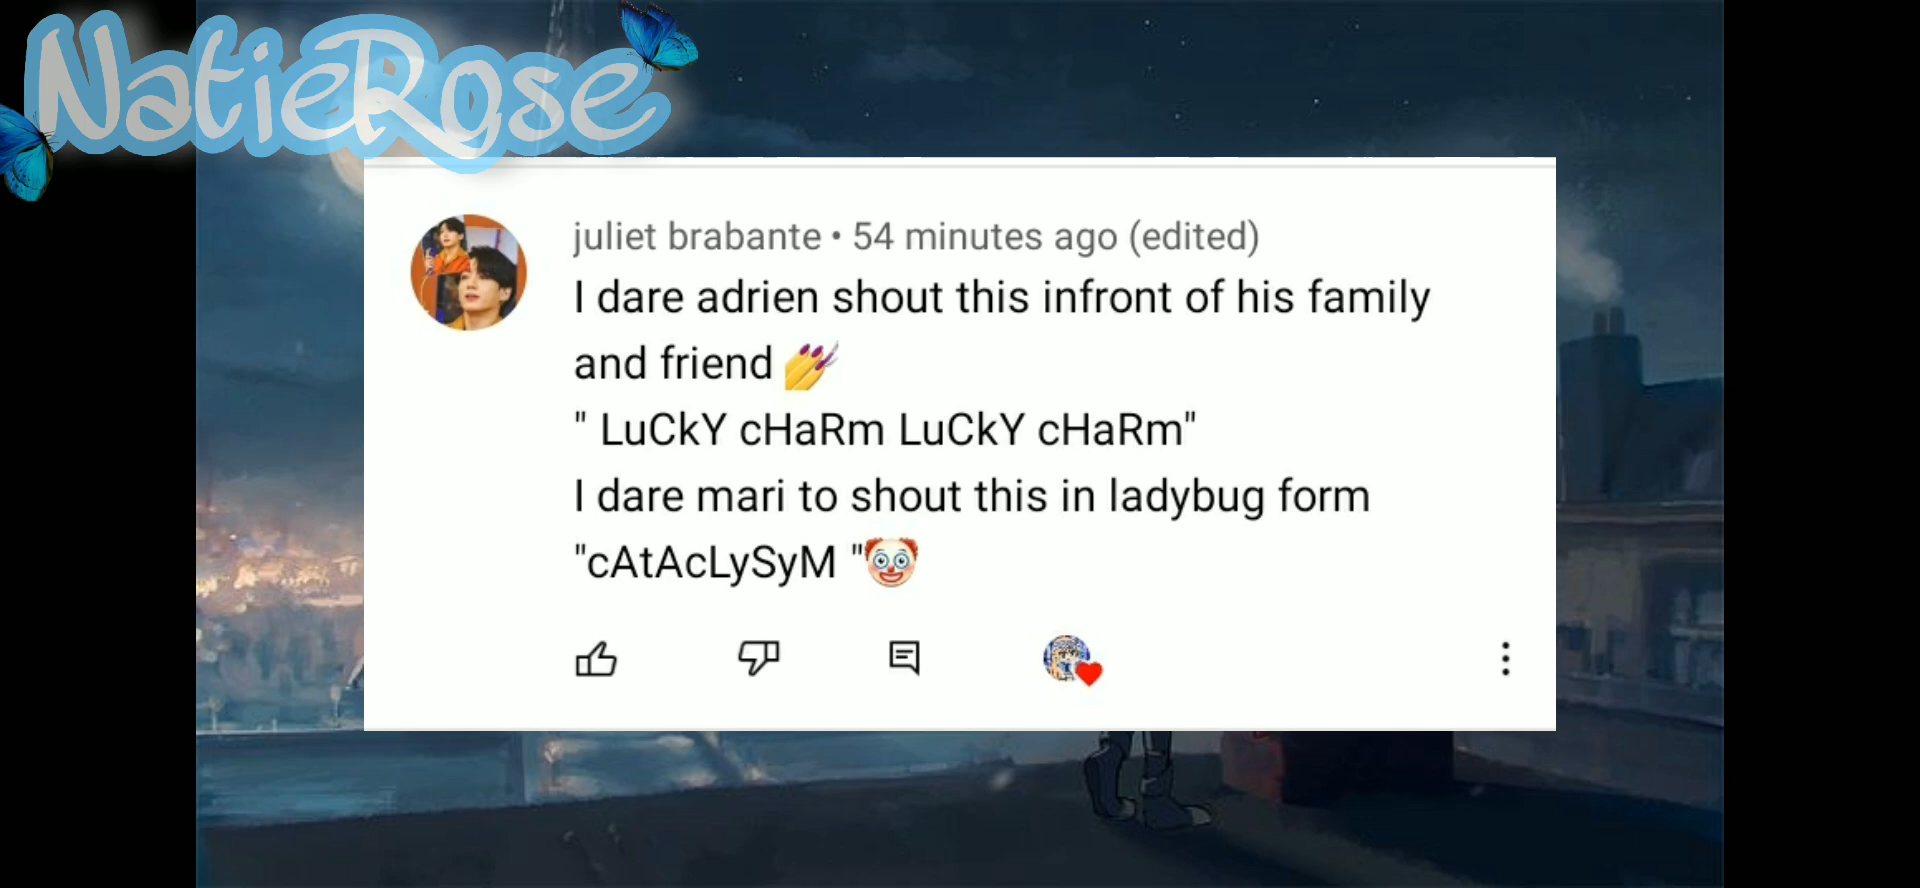 NatieRose
juliet brabante • 54 minutes ago (edited)
I dare adrien shout this infront of his family
and friend 💅
" LuCkY cHaRm LuCkY cHaRm"
I dare mari to shout this in ladybug form
"cAtAcLySyM "🤡